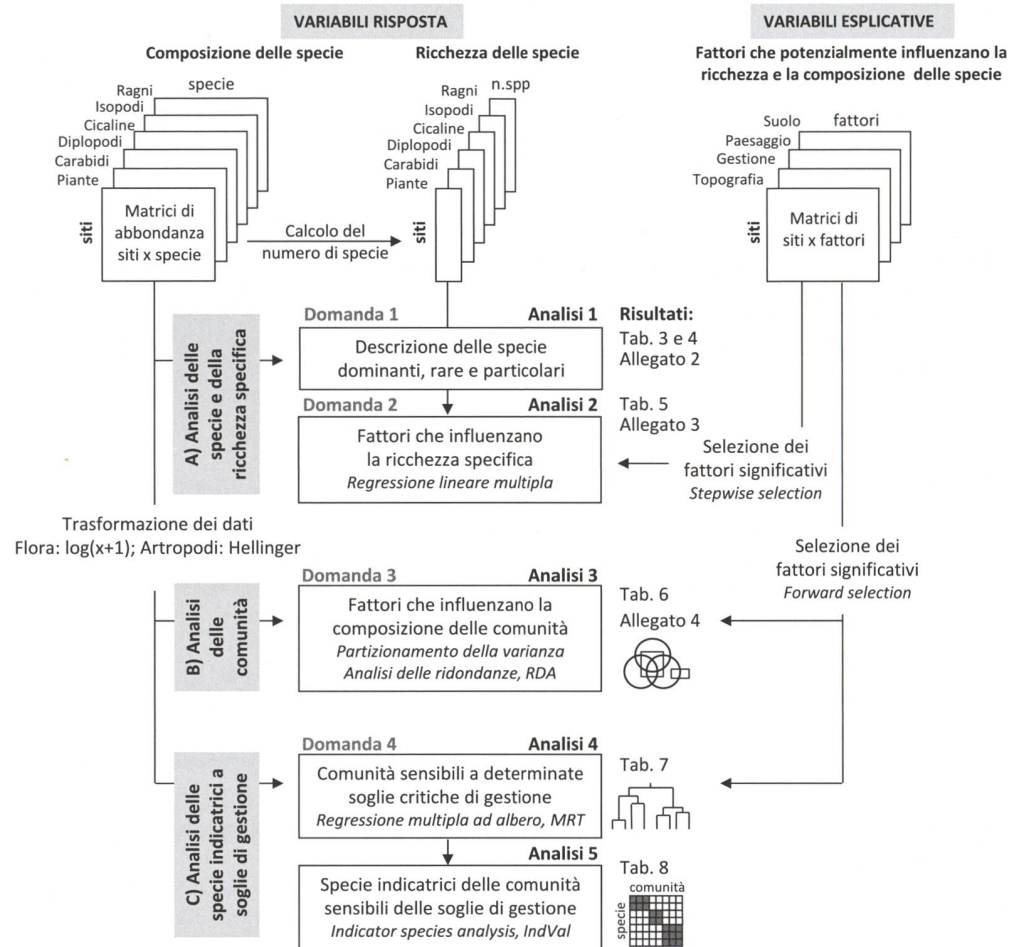 VARIABILI RISPOSTA
VARIABILI ESPLICATIVE
Composizione delle specie
Ricchezza delle specie
Fattori che potenzialmente influenzano la
ricchezza e la composizione delle specie
Ragni
specie
Isopodi
Cicaline
Diplopodi
Carabidi
Piante
siti
Matrici di
abbondanza
siti x specie
Calcolo del
numero di specie
Ragni
n.spp
Isopodi
Cicaline
Diplopodi
Carabidi
Piante
siti
Suolo
fattori
Paesaggio
Gestione
Topografia
siti
Matrici di
siti x fattori
A) Analisi delle
specie e della
ricchezza specifica
Domanda 1
Analisi 1
Descrizione delle specie
dominanti, rare e particolari
Risultati:
Tab. 3 e 4
Allegato 2
Domanda 2
Analisi 2
Fattori che influenzano
la ricchezza specifica
Regressione lineare multipla
Tab. 5
Allegato 3
Selezione dei
fattori significativi
Stepwise selection
Trasformazione dei dati
Flora: log(x+1); Artropodi: Hellinger
Selezione dei
fattori significativi
Forward selection
B) Analisi
delle
comunità
Domanda 3
Analisi 3
Fattori che influenzano la
composizione delle comunità
Partizionamento della varianza
Analisi delle ridondanze, RDA
Tab. 6
Allegato 4
C) Analisi delle
specie indicatrici a
soglie di gestione
Domanda 4
Analisi 4
Comunità sensibili a determinate
soglie critiche di gestione
Regressione multipla ad albero, MRT
Tab. 7
Analisi 5
Specie indicatrici delle comunità
sensibili delle soglie di gestione
Indicator species analysis, IndVal
Tab. 8
comunità
specie